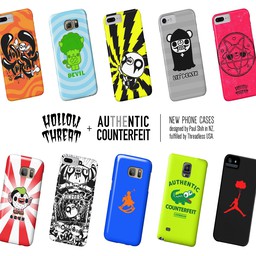 DEVIL
HOLLOW
THREAT
+
AUTHENTIC
COUNTERFEIT
NEW PHONE CASES
designed by Paul Shih in NZ.
fulfilled by Threadless USA.
AUTHENTIC
COUNTERFEIT